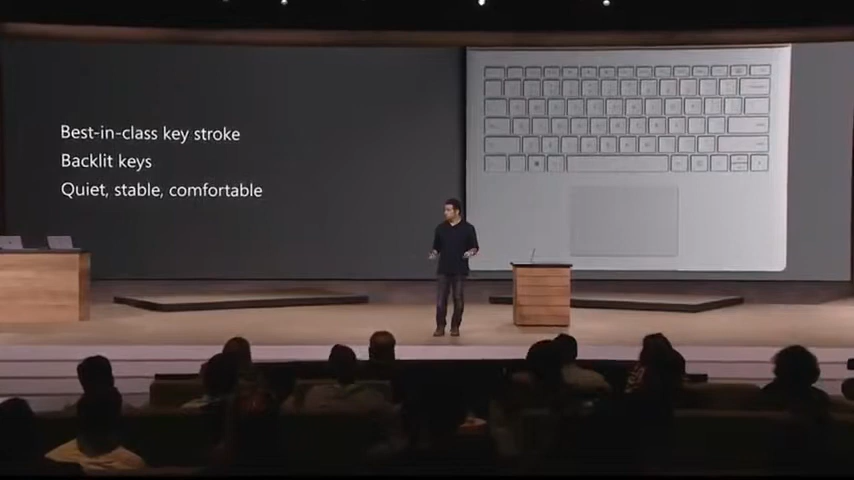 Best-in-class key stroke
Backlit keys
Quiet, stable, comfortable